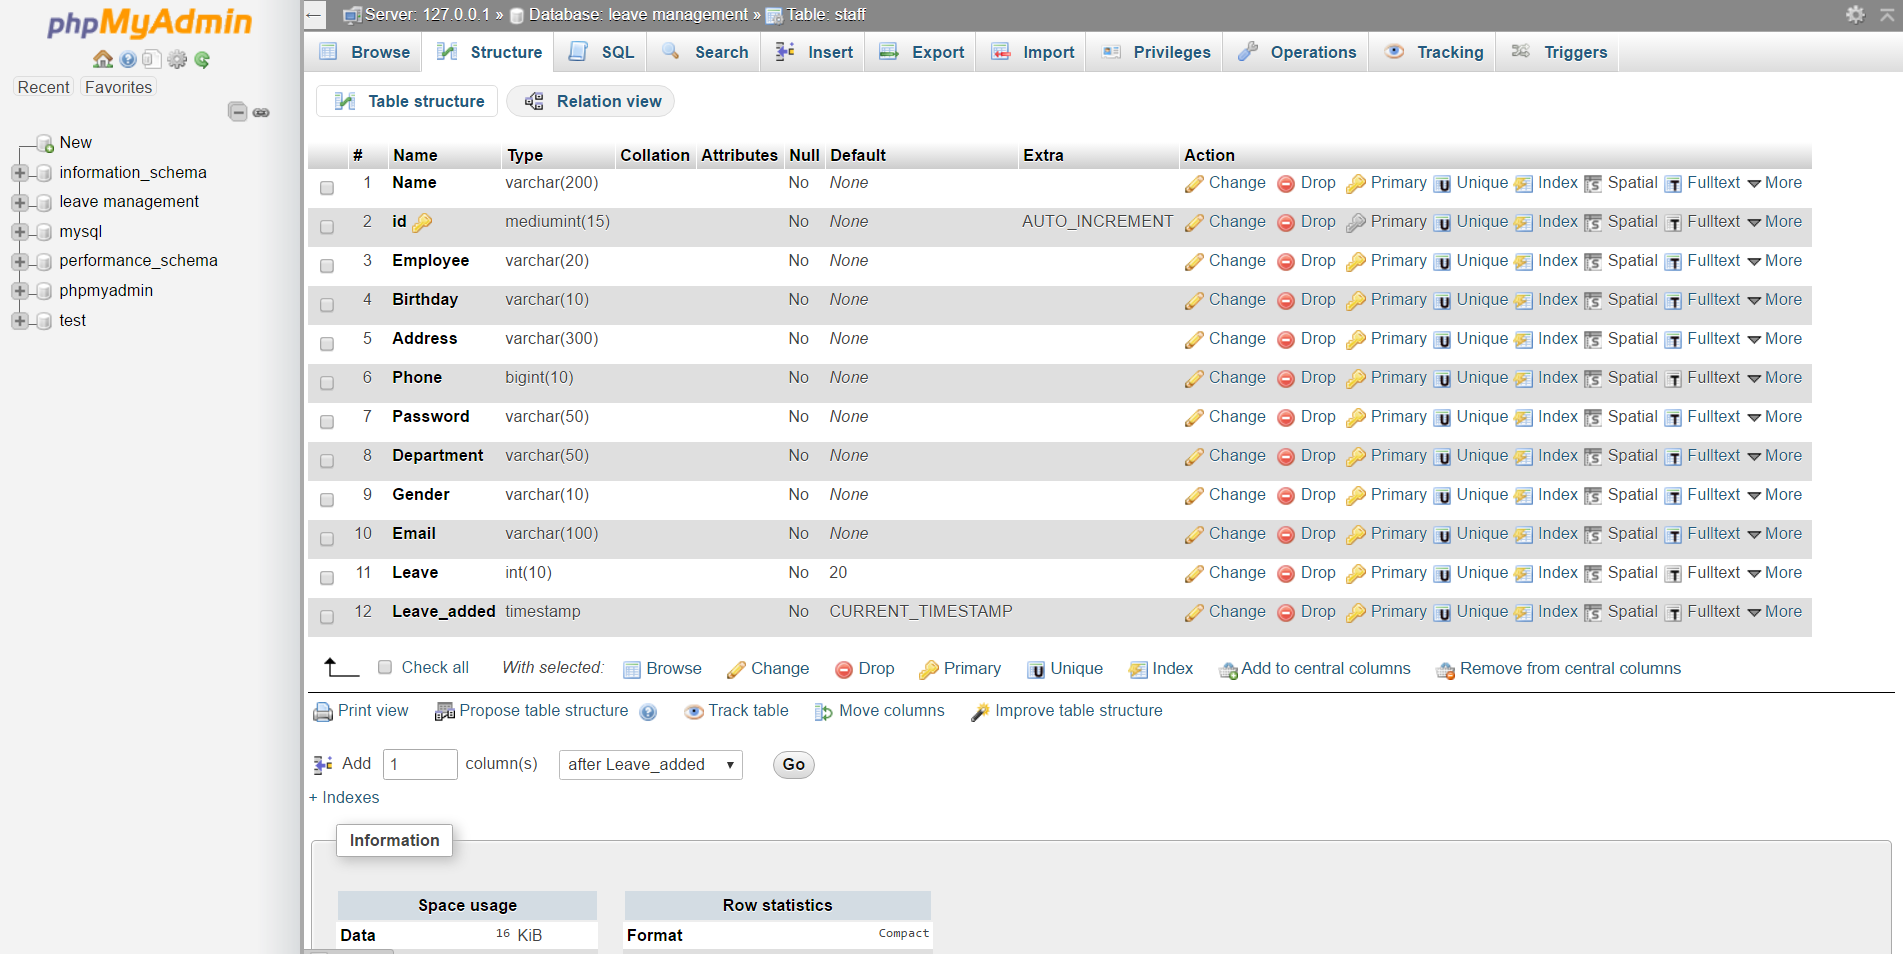 phpMyAdmin
Recent Favorites
New
information_schema
leave management
mysql
performance_schema
phpmyadmin
test
Server: 127.0.0.1 » Database: leave management » Table: staff
Browse Structure SQL Search Insert Export Import Privileges Operations Tracking Triggers
Table structure Relation view
# Name Type Collation Attributes Null Default Extra Action
1 Name varchar(200) No None Change Drop Primary Unique Index Spatial Fulltext More
2 id mediumint(15) No None AUTO_INCREMENT Change Drop Primary Unique Index Spatial Fulltext More
3 Employee varchar(20) No None Change Drop Primary Unique Index Spatial Fulltext More
4 Birthday varchar(10) No None Change Drop Primary Unique Index Spatial Fulltext More
5 Address varchar(300) No None Change Drop Primary Unique Index Spatial Fulltext More
6 Phone bigint(10) No None Change Drop Primary Unique Index Spatial Fulltext More
7 Password varchar(50) No None Change Drop Primary Unique Index Spatial Fulltext More
8 Department varchar(50) No None Change Drop Primary Unique Index Spatial Fulltext More
9 Gender varchar(10) No None Change Drop Primary Unique Index Spatial Fulltext More
10 Email varchar(100) No None Change Drop Primary Unique Index Spatial Fulltext More
11 Leave int(10) No 20 Change Drop Primary Unique Index Spatial Fulltext More
12 Leave_added timestamp No CURRENT_TIMESTAMP Change Drop Primary Unique Index Spatial Fulltext More
Check all With selected: Browse Change Drop Primary Unique Index Add to central columns Remove from central columns
Print view Propose table structure Track table Move columns Improve table structure
Add 1 column(s) after Leave_added Go
+ Indexes
Information
Space usage Row statistics
Data 16 KiB Format Compact